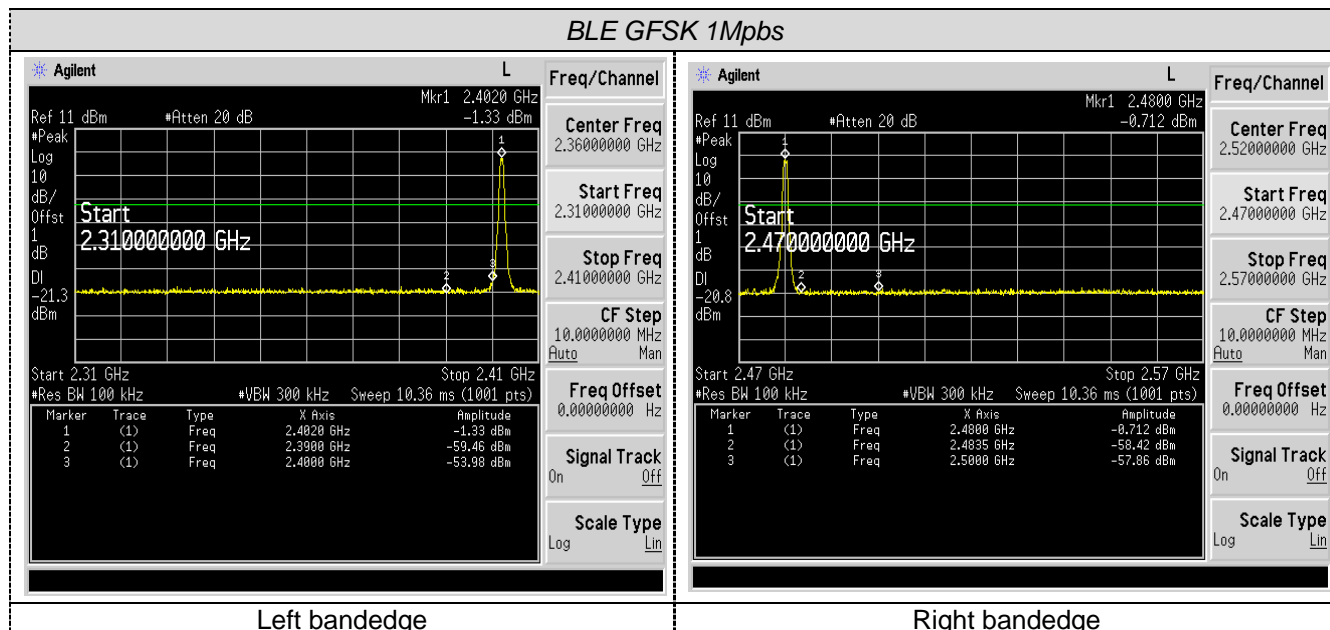 BLE GFSK 1Mpbs
Agilent
L
Freq/Channel
Mkr1 2.4020 GHz
Ref 11 dBm #Atten 20 dB -1.33 dBm
#Peak
Log
10
dB/
Offst
1
dB
DI
-21.3
dBm
1
2
3
Start
2.310000000 GHz
Start 2.31 GHz Stop 2.41 GHz
#Res BW 100 kHz #VBW 300 kHz Sweep 10.36 ms (1001 pts)
Marker Trace Type X Axis Amplitude
1 (1) Freq 2.4020 GHz -1.33 dBm
2 (1) Freq 2.3900 GHz -59.46 dBm
3 (1) Freq 2.4000 GHz -53.98 dBm
Center Freq
2.36000000 GHz
Start Freq
2.31000000 GHz
Stop Freq
2.41000000 GHz
CF Step
10.0000000 MHz
Auto Man
Freq Offset
0.00000000 Hz
Signal Track
On Off
Scale Type
Log Lin
Left bandedge
Agilent
L
Freq/Channel
Mkr1 2.4800 GHz
Ref 11 dBm #Atten 20 dB -0.712 dBm
#Peak
Log
10
dB/
Offst
1
dB
DI
-20.8
dBm
1
2
3
Start
2.470000000 GHz
Start 2.47 GHz Stop 2.57 GHz
#Res BW 100 kHz #VBW 300 kHz Sweep 10.36 ms (1001 pts)
Marker Trace Type X Axis Amplitude
1 (1) Freq 2.4800 GHz -0.712 dBm
2 (1) Freq 2.4835 GHz -58.42 dBm
3 (1) Freq 2.5000 GHz -57.86 dBm
Center Freq
2.52000000 GHz
Start Freq
2.47000000 GHz
Stop Freq
2.57000000 GHz
CF Step
10.0000000 MHz
Auto Man
Freq Offset
0.00000000 Hz
Signal Track
On Off
Scale Type
Log Lin
Right bandedge